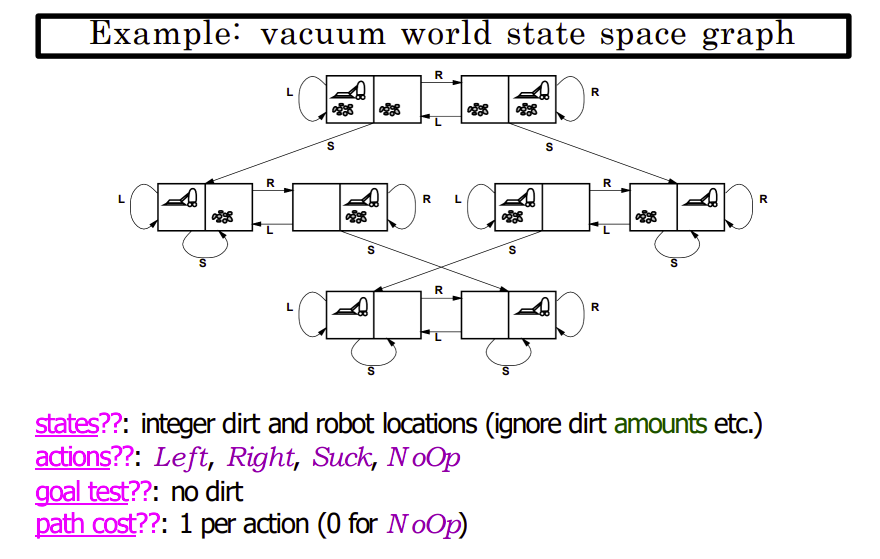 Example: vacuum world state space graph
R
L
R
L
S
S
R
L
R
L
S
R
L
R
L
S
S
S
R
L
R
L
S
S
states??: integer dirt and robot locations (ignore dirt amounts etc.)
actions??: Left, Right, Suck, NoOp
goal test??: no dirt
path cost??: 1 per action (0 for NoOp)